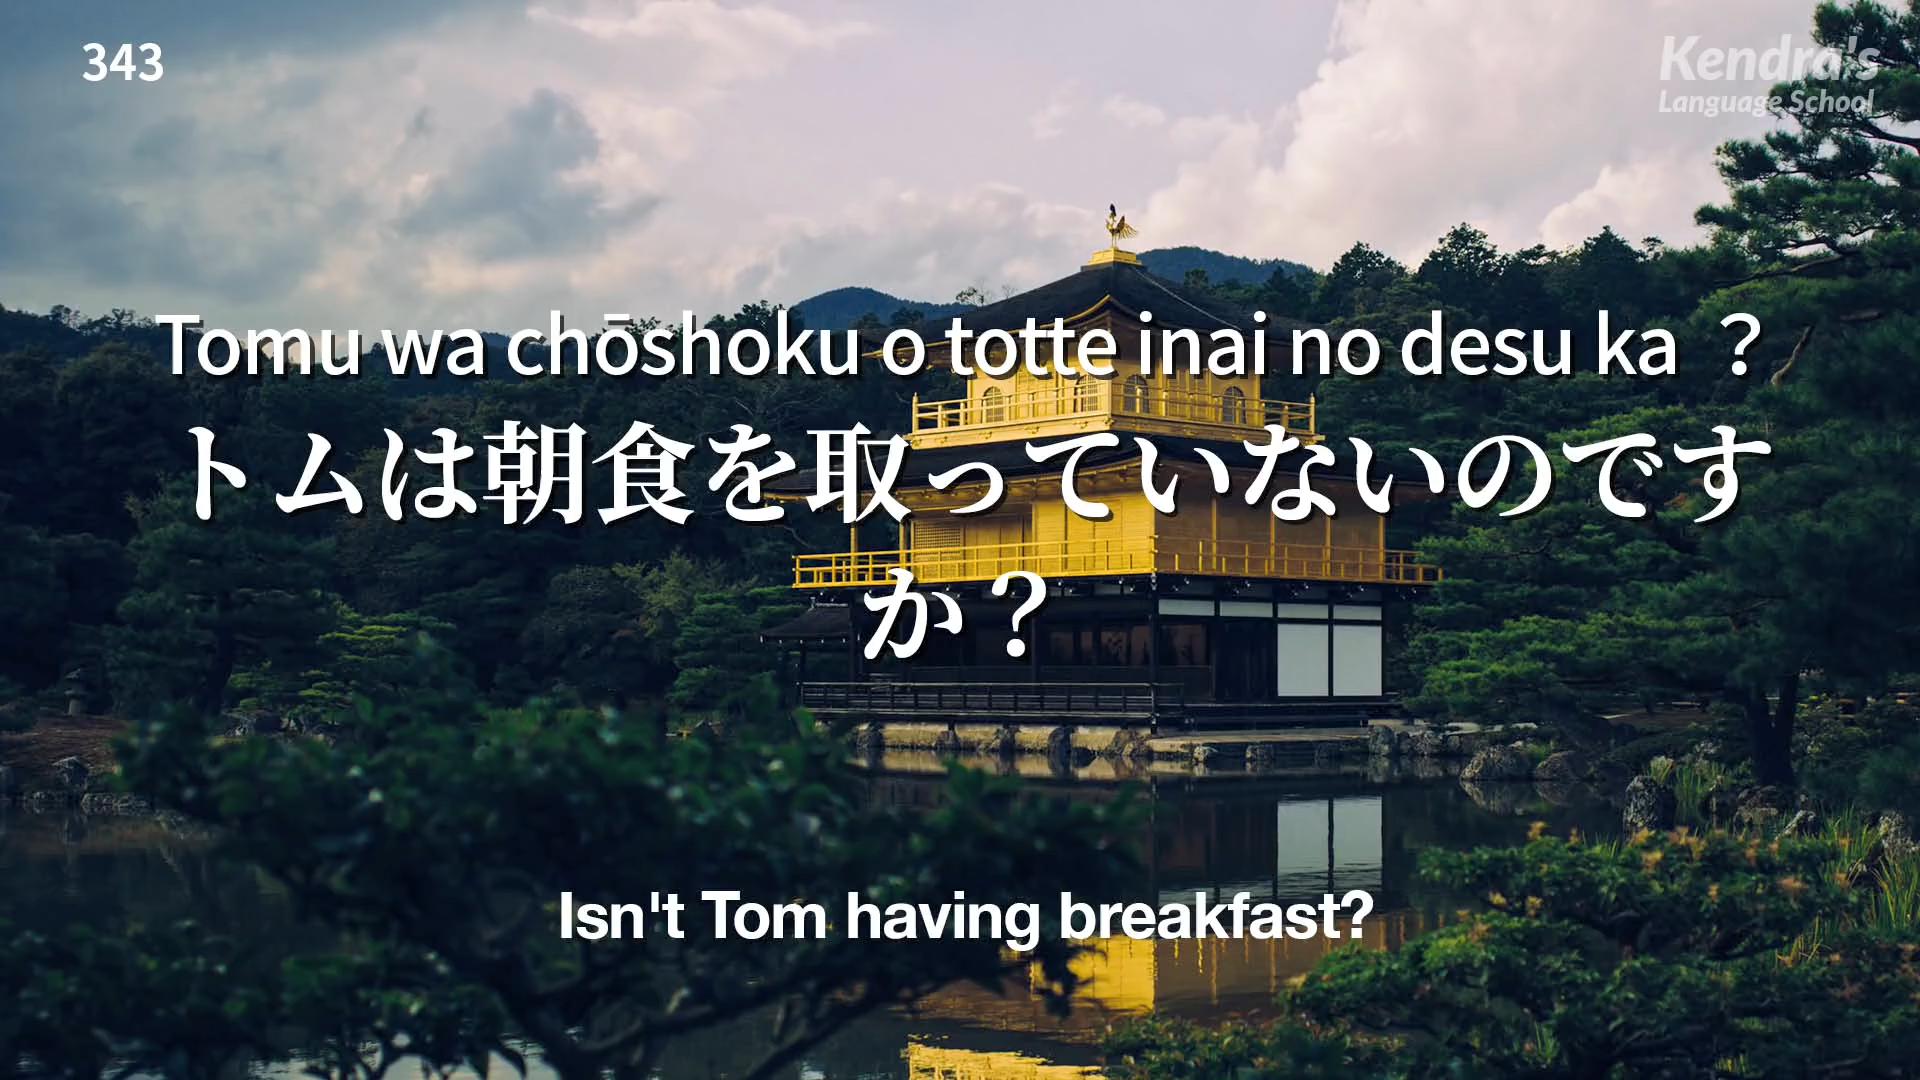 343
Kendra's
Language School
Tomu wa chōshoku o totte inai no desu ka ？
トムは朝食を取っていないのです
か？
Isn't Tom having breakfast?